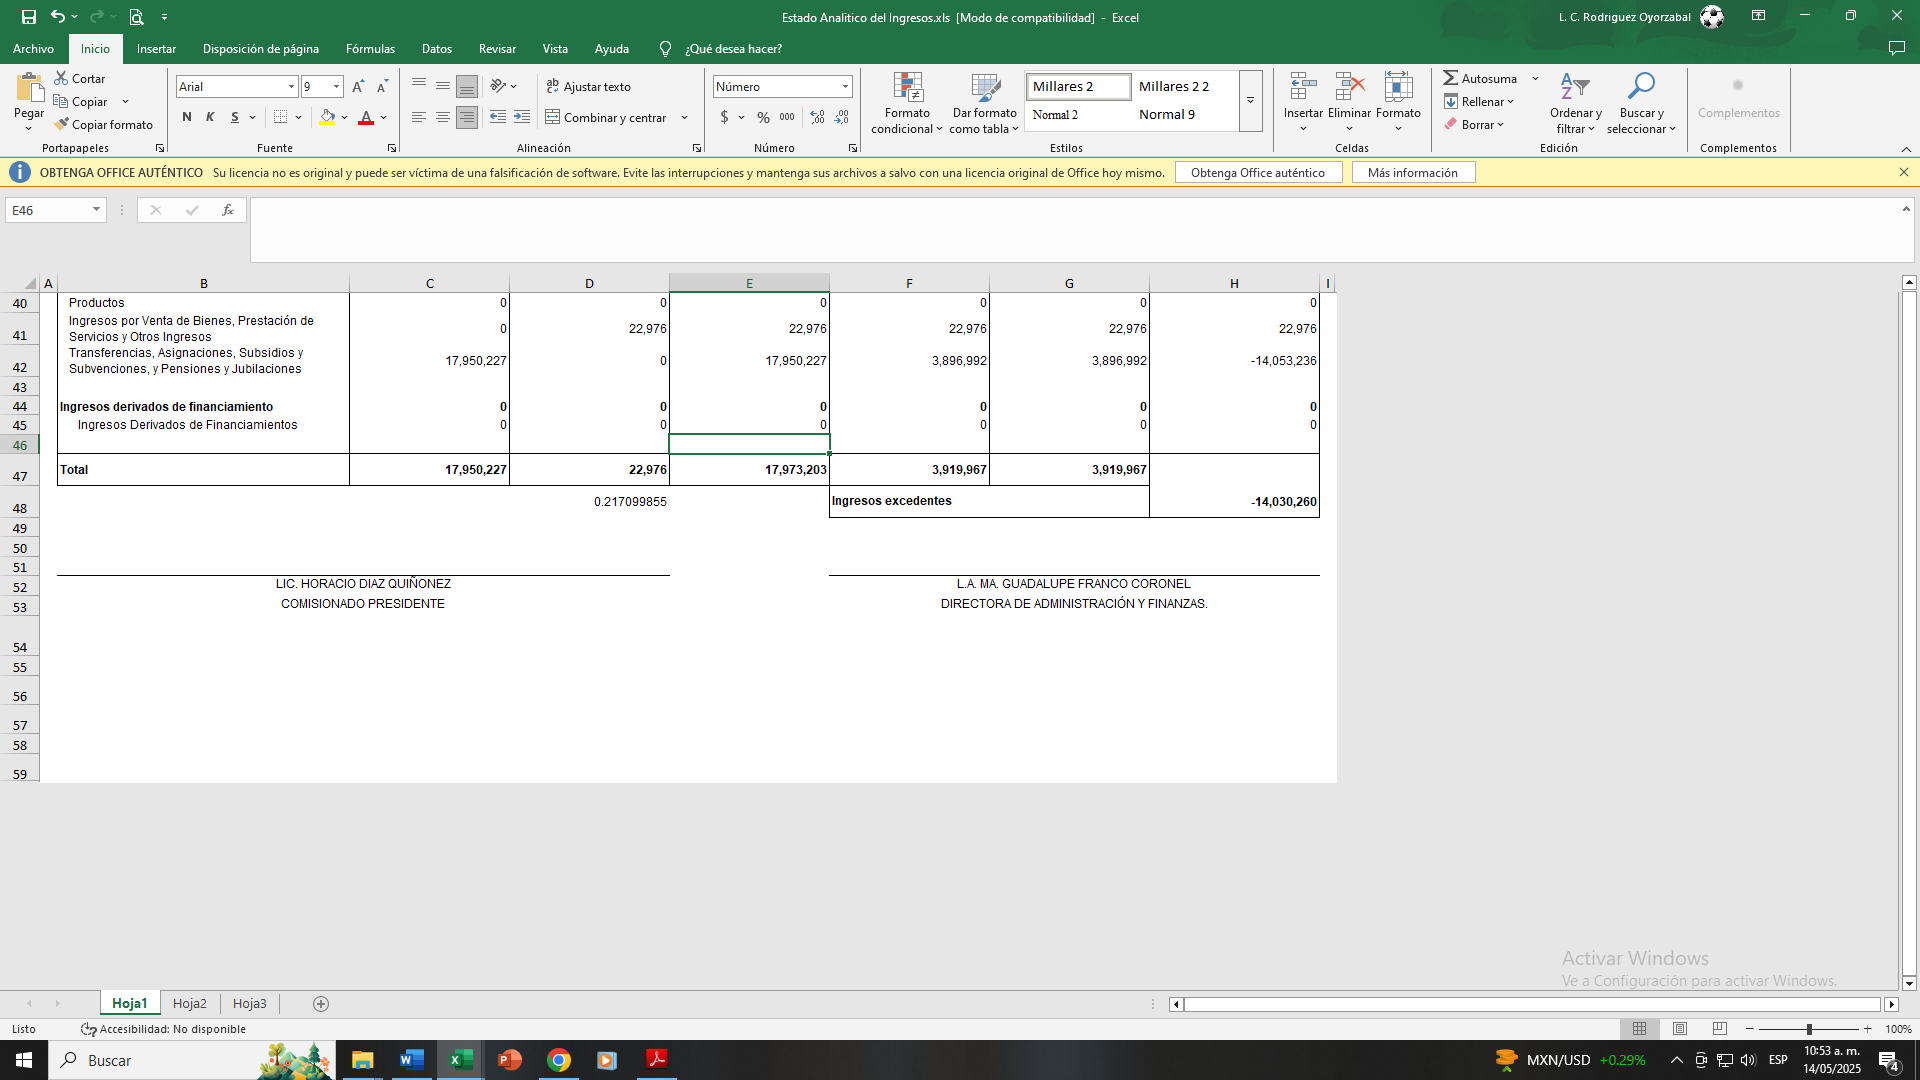 Estado Analitico del Ingresos.xls  [Modo de compatibilidad]  -  Excel
L. C. Rodriguez Oyorzabal
Archivo Inicio Insertar Disposición de página Fórmulas Datos Revisar Vista Ayuda ¿Qué desea hacer?
Pegar
Cortar
Copiar
Copiar formato
Portapapeles
Arial 9
N K S
Fuente
Ajustar texto
Combinar y centrar
Alineación
Número
$ % 000
Número
Formato condicional
Dar formato como tabla
Millares 2 Millares 2 2
Normal 2 Normal 9
Estilos
Insertar Eliminar Formato
Celdas
Autosuma
Rellenar
Borrar
Ordenar y filtrar
Buscar y seleccionar
Edición
Complementos
Complementos
OBTENGA OFFICE AUTÉNTICO Su licencia no es original y puede ser víctima de una falsificación de software. Evite las interrupciones y mantenga sus archivos a salvo con una licencia original de Office hoy mismo. Obtenga Office auténtico Más información
E46 fx
A B C D E F G H I
40 Productos 0 0 0 0 0 0
41 Ingresos por Venta de Bienes, Prestación de Servicios y Otros Ingresos 0 22,976 22,976 22,976 22,976 22,976
42 Transferencias, Asignaciones, Subsidios y Subvenciones, y Pensiones y Jubilaciones 17,950,227 0 17,950,227 3,896,992 3,896,992 -14,053,236
43
44 Ingresos derivados de financiamiento 0 0 0 0 0 0
45 Ingresos Derivados de Financiamientos 0 0 0 0 0 0
46
47 Total 17,950,227 22,976 17,973,203 3,919,967 3,919,967
48 0.217099855 Ingresos excedentes -14,030,260
49
50
51
52 LIC. HORACIO DIAZ QUIÑONEZ L.A. MA. GUADALUPE FRANCO CORONEL
53 COMISIONADO PRESIDENTE DIRECTORA DE ADMINISTRACIÓN Y FINANZAS.
54
55
56
57
58
59
Activar Windows
Ve a Configuración para activar Windows.
Hoja1 Hoja2 Hoja3
Listo Accesibilidad: No disponible 100%
Buscar MXN/USD +0.29% ESP 10:53 a. m.
14/05/2025
4